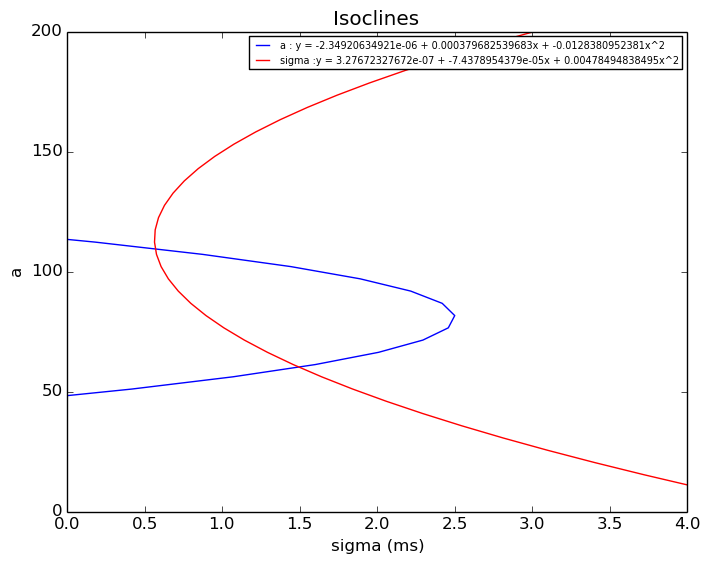 Isoclines
a : y = -2.34920634921e-06 + 0.000379682539683x + -0.0128380952381x^2
sigma :y = 3.27672327672e-07 + -7.4378954379e-05x + 0.00478494838495x^2
200
150
100
50
0
a
0.0 0.5 1.0 1.5 2.0 2.5 3.0 3.5 4.0
sigma (ms)